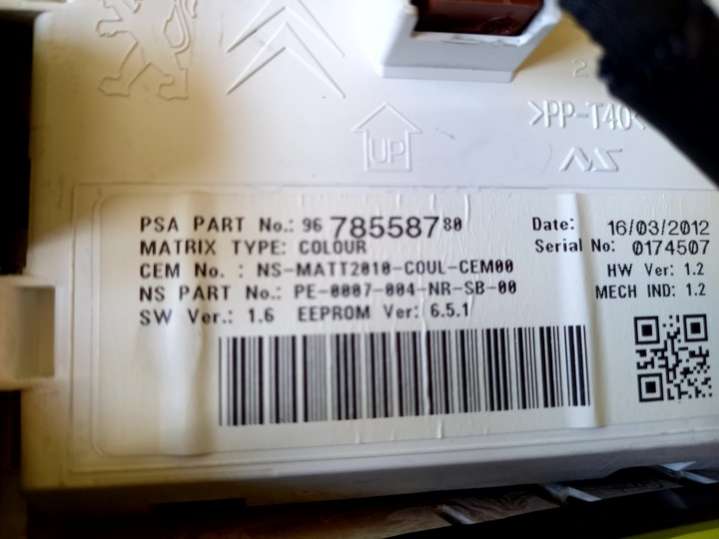 2
>PP-T40<
UP
NS
PSA PART No.: 96 785587 80
Date: 16/03/2012
MATRIX TYPE: COLOUR
Serial No: 0174507
CEM No. : NS-MATT2010-COUL-CEM00
HW Ver: 1.2
NS PART No.: PE-0007-004-NR-SB-00
MECH IND: 1.2
SW Ver.: 1.6 EEPROM Ver: 6.5.1